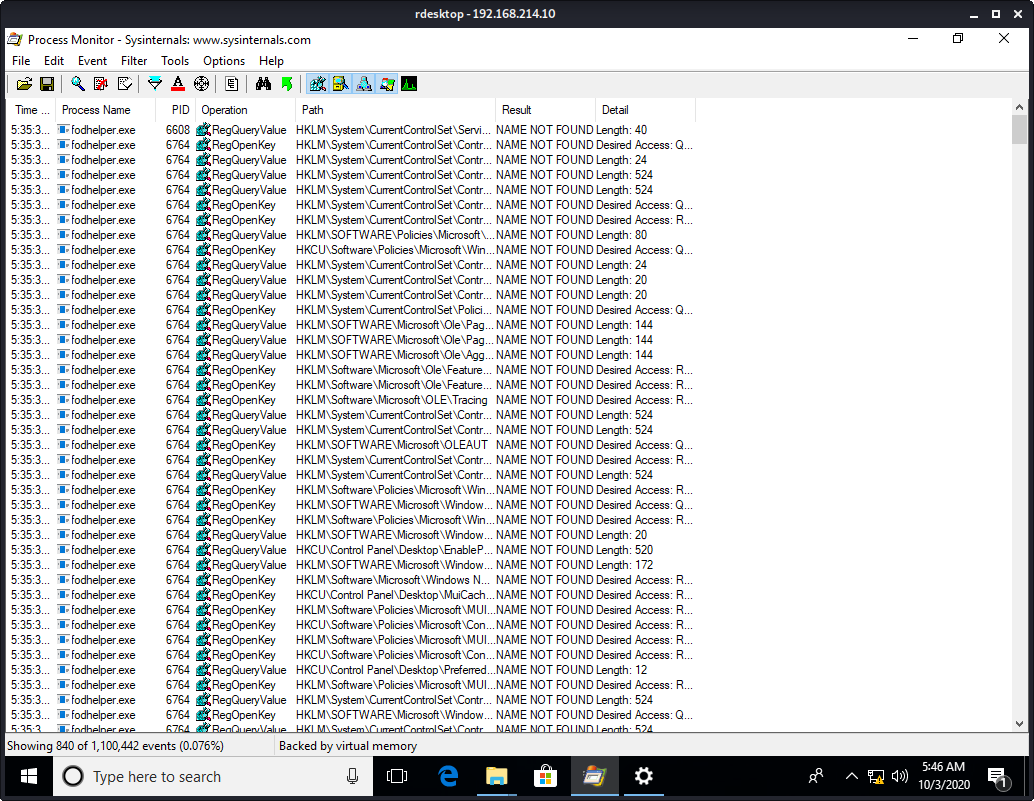 rdesktop - 192.168.214.10
Process Monitor - Sysinternals: www.sysinternals.com
File Edit Event Filter Tools Options Help
Time ... Process Name PID Operation Path Result Detail
5:35:3... fodhelper.exe 6608 RegQueryValue HKLM\System\CurrentControlSet\Servi... NAME NOT FOUND Length: 40
5:35:3... fodhelper.exe 6764 RegOpenKey HKLM\System\CurrentControlSet\Contr... NAME NOT FOUND Desired Access: Q...
5:35:3... fodhelper.exe 6764 RegQueryValue HKLM\System\CurrentControlSet\Contr... NAME NOT FOUND Length: 24
5:35:3... fodhelper.exe 6764 RegQueryValue HKLM\System\CurrentControlSet\Contr... NAME NOT FOUND Length: 524
5:35:3... fodhelper.exe 6764 RegQueryValue HKLM\System\CurrentControlSet\Contr... NAME NOT FOUND Length: 524
5:35:3... fodhelper.exe 6764 RegOpenKey HKLM\System\CurrentControlSet\Contr... NAME NOT FOUND Desired Access: Q...
5:35:3... fodhelper.exe 6764 RegOpenKey HKLM\System\CurrentControlSet\Contr... NAME NOT FOUND Desired Access: R...
5:35:3... fodhelper.exe 6764 RegQueryValue HKLM\SOFTWARE\Policies\Microsoft\... NAME NOT FOUND Length: 80
5:35:3... fodhelper.exe 6764 RegOpenKey HKCU\Software\Policies\Microsoft\Win... NAME NOT FOUND Desired Access: Q...
5:35:3... fodhelper.exe 6764 RegQueryValue HKLM\System\CurrentControlSet\Contr... NAME NOT FOUND Length: 24
5:35:3... fodhelper.exe 6764 RegQueryValue HKLM\System\CurrentControlSet\Contr... NAME NOT FOUND Length: 20
5:35:3... fodhelper.exe 6764 RegQueryValue HKLM\System\CurrentControlSet\Contr... NAME NOT FOUND Length: 20
5:35:3... fodhelper.exe 6764 RegOpenKey HKLM\System\CurrentControlSet\Polici... NAME NOT FOUND Desired Access: Q...
5:35:3... fodhelper.exe 6764 RegQueryValue HKLM\SOFTWARE\Microsoft\Ole\Pag... NAME NOT FOUND Length: 144
5:35:3... fodhelper.exe 6764 RegQueryValue HKLM\SOFTWARE\Microsoft\Ole\Pag... NAME NOT FOUND Length: 144
5:35:3... fodhelper.exe 6764 RegQueryValue HKLM\SOFTWARE\Microsoft\Ole\Agg... NAME NOT FOUND Length: 144
5:35:3... fodhelper.exe 6764 RegOpenKey HKLM\Software\Microsoft\Ole\Feature... NAME NOT FOUND Desired Access: R...
5:35:3... fodhelper.exe 6764 RegOpenKey HKLM\Software\Microsoft\Ole\Feature... NAME NOT FOUND Desired Access: R...
5:35:3... fodhelper.exe 6764 RegOpenKey HKLM\Software\Microsoft\OLE\Tracing NAME NOT FOUND Desired Access: R...
5:35:3... fodhelper.exe 6764 RegQueryValue HKLM\System\CurrentControlSet\Contr... NAME NOT FOUND Length: 524
5:35:3... fodhelper.exe 6764 RegQueryValue HKLM\System\CurrentControlSet\Contr... NAME NOT FOUND Length: 524
5:35:3... fodhelper.exe 6764 RegOpenKey HKLM\SOFTWARE\Microsoft\OLEAUT NAME NOT FOUND Desired Access: Q...
5:35:3... fodhelper.exe 6764 RegOpenKey HKLM\System\CurrentControlSet\Contr... NAME NOT FOUND Desired Access: R...
5:35:3... fodhelper.exe 6764 RegQueryValue HKLM\System\CurrentControlSet\Contr... NAME NOT FOUND Length: 524
5:35:3... fodhelper.exe 6764 RegOpenKey HKLM\Software\Policies\Microsoft\Win... NAME NOT FOUND Desired Access: R...
5:35:3... fodhelper.exe 6764 RegOpenKey HKLM\SOFTWARE\Microsoft\Window... NAME NOT FOUND Desired Access: Q...
5:35:3... fodhelper.exe 6764 RegOpenKey HKLM\Software\Policies\Microsoft\Win... NAME NOT FOUND Desired Access: R...
5:35:3... fodhelper.exe 6764 RegQueryValue HKLM\SOFTWARE\Microsoft\Window... NAME NOT FOUND Length: 20
5:35:3... fodhelper.exe 6764 RegQueryValue HKCU\Control Panel\Desktop\EnableP... NAME NOT FOUND Length: 520
5:35:3... fodhelper.exe 6764 RegQueryValue HKLM\SOFTWARE\Microsoft\Window... NAME NOT FOUND Length: 172
5:35:3... fodhelper.exe 6764 RegOpenKey HKLM\Software\Microsoft\Windows N... NAME NOT FOUND Desired Access: R...
5:35:3... fodhelper.exe 6764 RegOpenKey HKCU\Control Panel\Desktop\MuiCach... NAME NOT FOUND Desired Access: R...
5:35:3... fodhelper.exe 6764 RegOpenKey HKLM\Software\Policies\Microsoft\MUI... NAME NOT FOUND Desired Access: R...
5:35:3... fodhelper.exe 6764 RegOpenKey HKCU\Software\Policies\Microsoft\Con... NAME NOT FOUND Desired Access: R...
5:35:3... fodhelper.exe 6764 RegOpenKey HKLM\Software\Policies\Microsoft\MUI... NAME NOT FOUND Desired Access: R...
5:35:3... fodhelper.exe 6764 RegOpenKey HKCU\Software\Policies\Microsoft\Con... NAME NOT FOUND Desired Access: R...
5:35:3... fodhelper.exe 6764 RegQueryValue HKCU\Control Panel\Desktop\Preferred... NAME NOT FOUND Length: 12
5:35:3... fodhelper.exe 6764 RegOpenKey HKLM\Software\Policies\Microsoft\MUI... NAME NOT FOUND Desired Access: R...
5:35:3... fodhelper.exe 6764 RegQueryValue HKLM\System\CurrentControlSet\Contr... NAME NOT FOUND Length: 524
5:35:3... fodhelper.exe 6764 RegOpenKey HKLM\SOFTWARE\Microsoft\Window... NAME NOT FOUND Desired Access: Q...
5:35:3... fodhelper.exe 6764 RegQueryValue HKLM\System\CurrentControlSet\Contr... NAME NOT FOUND Length: 524
Showing 840 of 1,100,442 events (0.076%) Backed by virtual memory
Type here to search
5:46 AM
10/3/2020
1